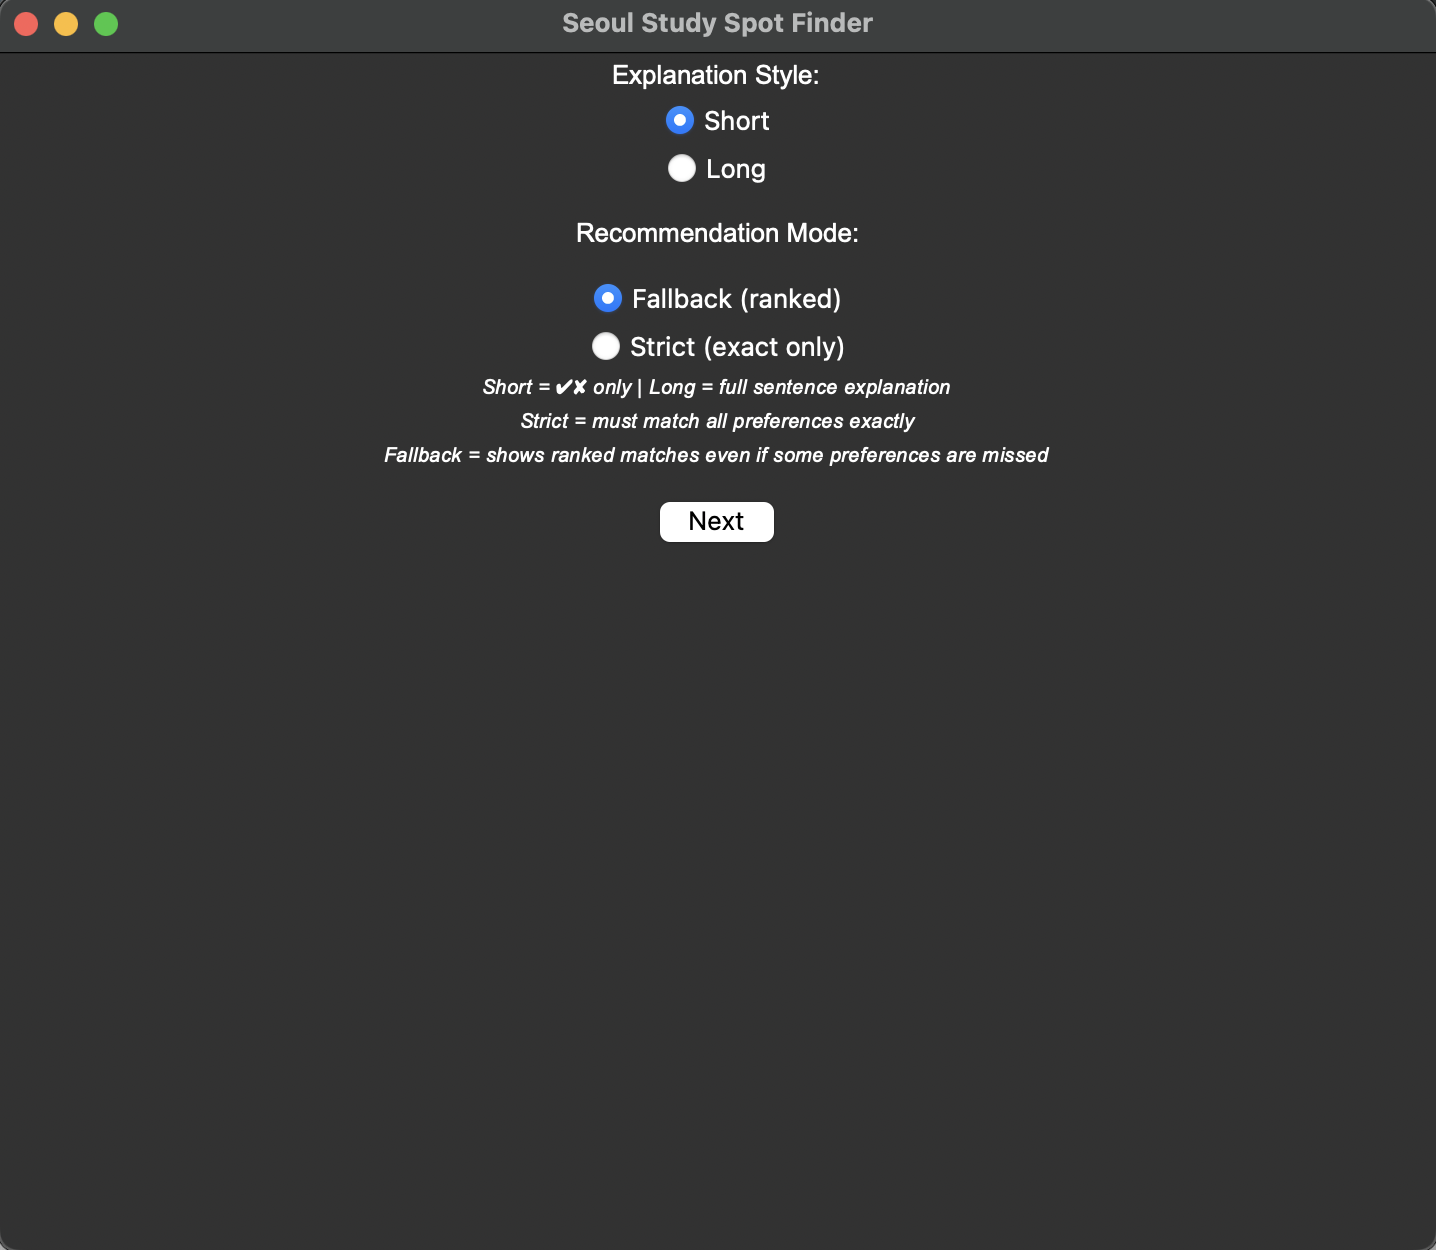 Seoul Study Spot Finder
Explanation Style:
Short
Long
Recommendation Mode:
Fallback (ranked)
Strict (exact only)
Short = ✔✘ only | Long = full sentence explanation
Strict = must match all preferences exactly
Fallback = shows ranked matches even if some preferences are missed
Next